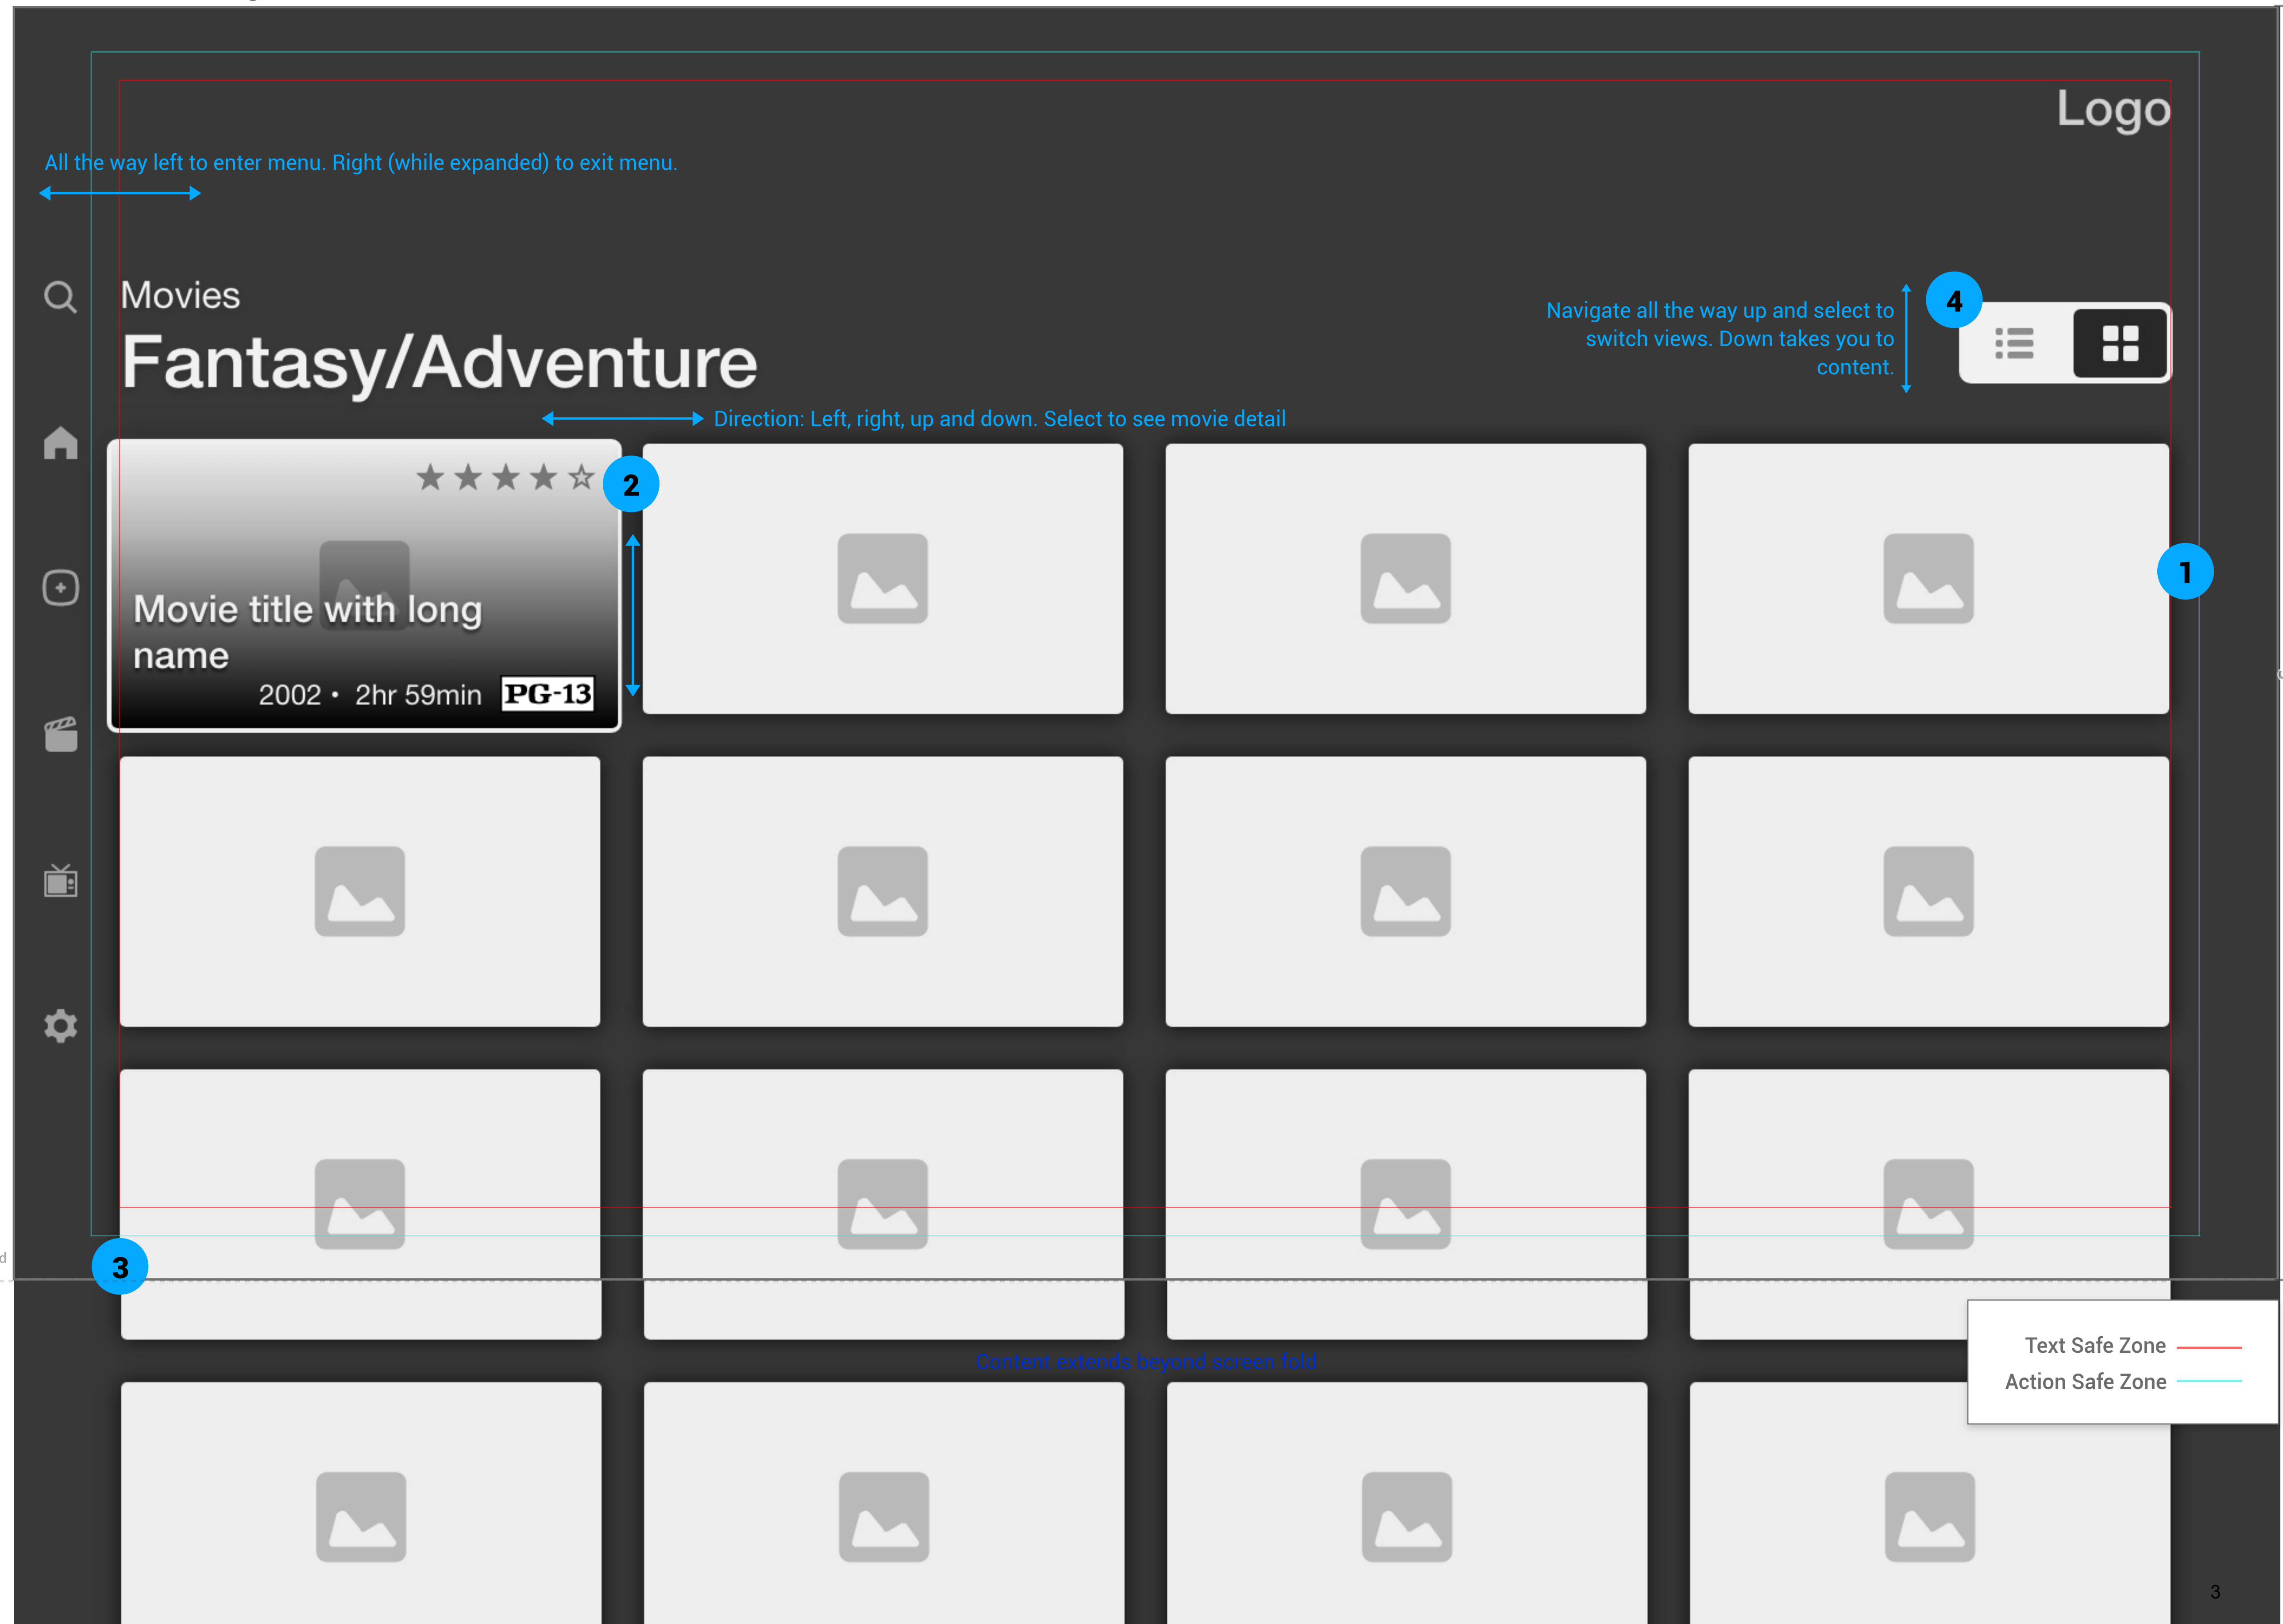 Logo
All the way left to enter menu. Right (while expanded) to exit menu.
Movies
Fantasy/Adventure
Navigate all the way up and select to
switch views. Down takes you to
content.
4
Direction: Left, right, up and down. Select to see movie detail
2
1
Movie title with long
name
2002 • 2hr 59min PG-13
3
Content extends beyond screen fold
Text Safe Zone
Action Safe Zone
3